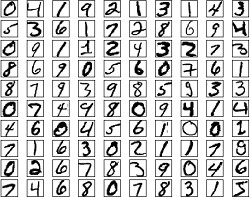 0 4 1 9 2 1 3 1 4 3
5 3 6 1 7 2 8 6 9 4
0 9 1 1 2 4 3 2 7 3
8 6 9 0 5 6 0 7 6 1
8 7 9 3 9 8 5 9 3 3
0 7 4 9 8 0 9 4 1 4
4 6 0 4 5 6 1 0 0 1
7 1 6 3 0 2 1 1 7 9
0 2 6 7 8 3 9 0 4 6
7 4 6 8 0 7 8 3 1 5